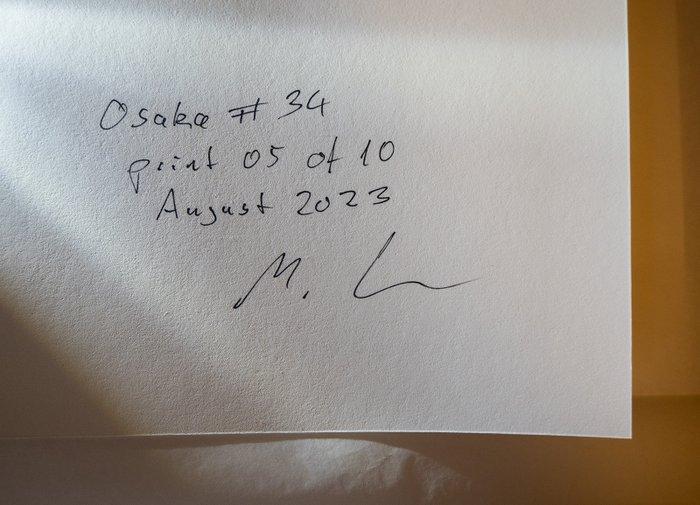 Osaka # 34
print 05 of 10
August 2023
M.